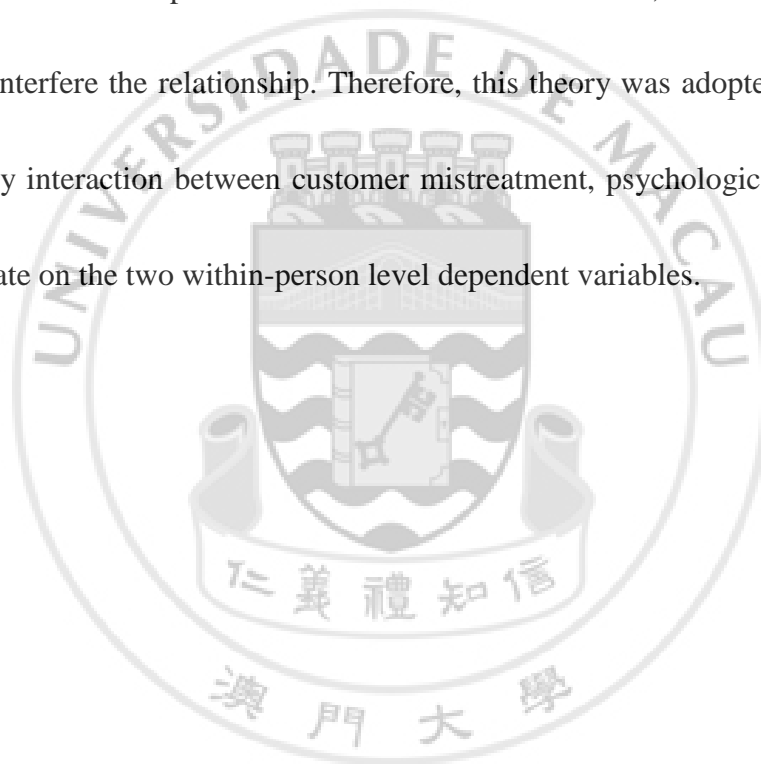 nterfere the relationship. Therefore, this theory was adopte
y interaction between customer mistreatment, psychologic
ate on the two within-person level dependent variables.
UNIVERSIDADE DE MACAU
仁義禮知信
澳門大學